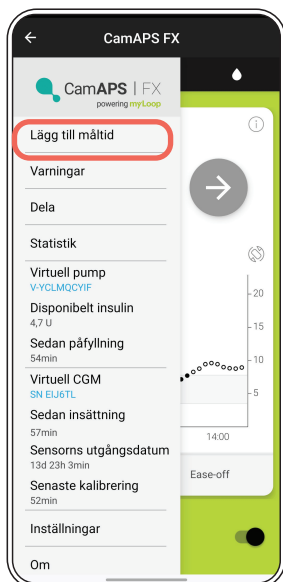 CamAPS FX
CamAPS | FX
powering myLoop
Lägg till måltid
Varningar
Dela
Statistik
Virtuell pump
V-YCLMQCYIF
Disponibelt insulin
4,7 U
Sedan påfyllning
54min
Virtuell CGM
SN EIJ6TL
Sedan insättning
57min
Sensorns utgångsdatum
13d 23h 3min
Senaste kalibrering
52min
Inställningar
Om
20
15
10
5
14:00
Ease-off